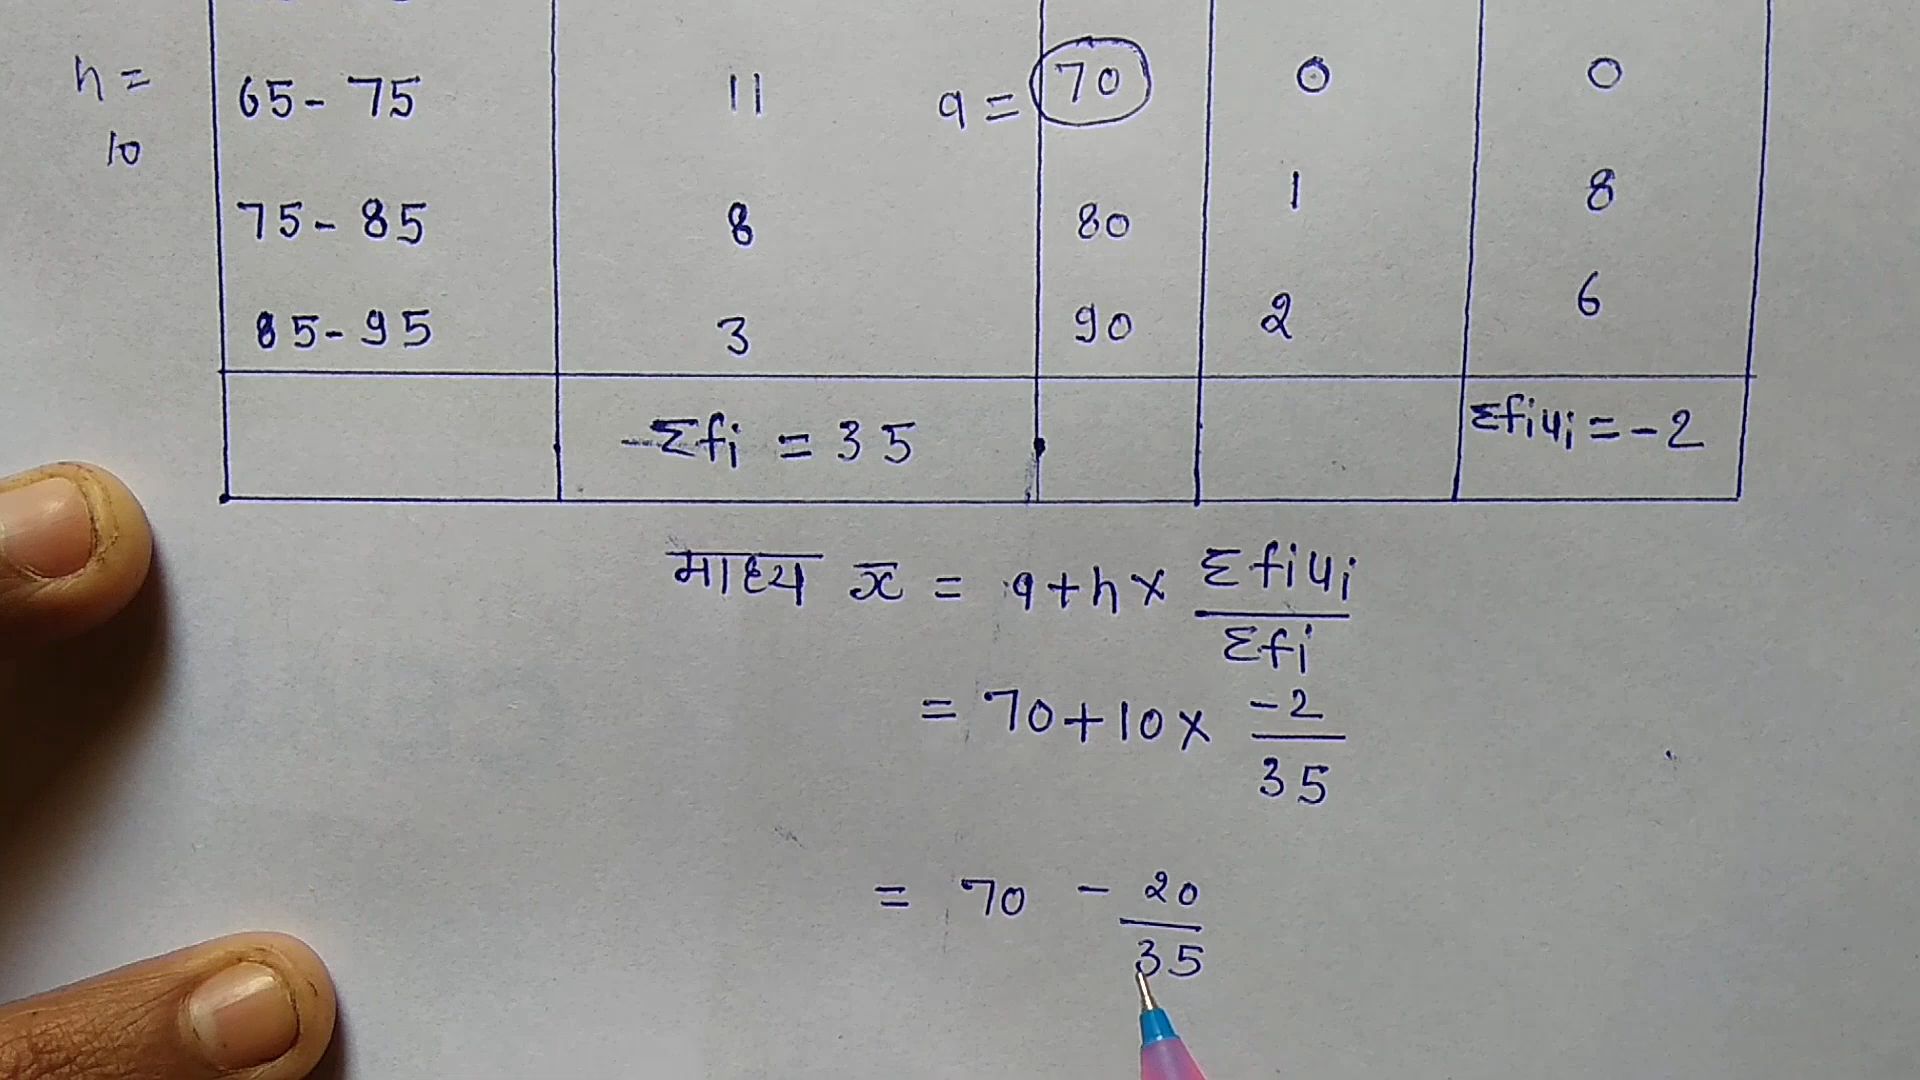 h = 10
65- 75 11 a = 70 0 0
75- 85 8 80 1 8
85-95 3 90 2 6
Σfi = 35 Σfiui = -2
माध्य x̄ = a+h× Σfiui / Σfi
= 70+10× -2 / 35
= 70 - 20 / 35